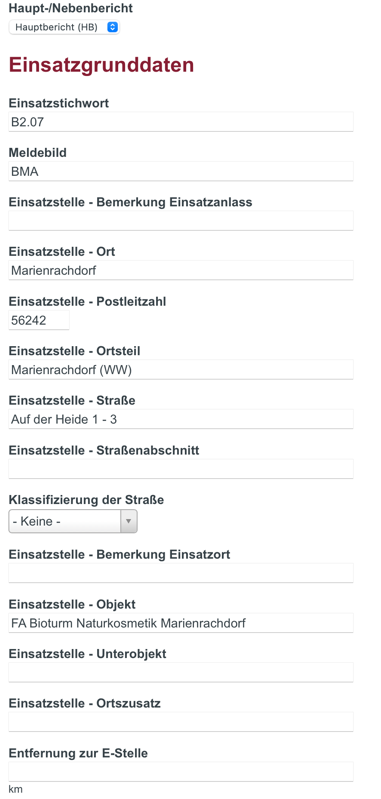 Haupt-/Nebenbericht
Hauptbericht (HB)
Einsatzgrunddaten
Einsatzstichwort
B2.07
Meldebild
BMA
Einsatzstelle - Bemerkung Einsatzanlass
Einsatzstelle - Ort
Marienrachdorf
Einsatzstelle - Postleitzahl
56242
Einsatzstelle - Ortsteil
Marienrachdorf (WW)
Einsatzstelle - Straße
Auf der Heide 1 - 3
Einsatzstelle - Straßenabschnitt
Klassifizierung der Straße
- Keine -
Einsatzstelle - Bemerkung Einsatzort
Einsatzstelle - Objekt
FA Bioturm Naturkosmetik Marienrachdorf
Einsatzstelle - Unterobjekt
Einsatzstelle - Ortszusatz
Entfernung zur E-Stelle
km